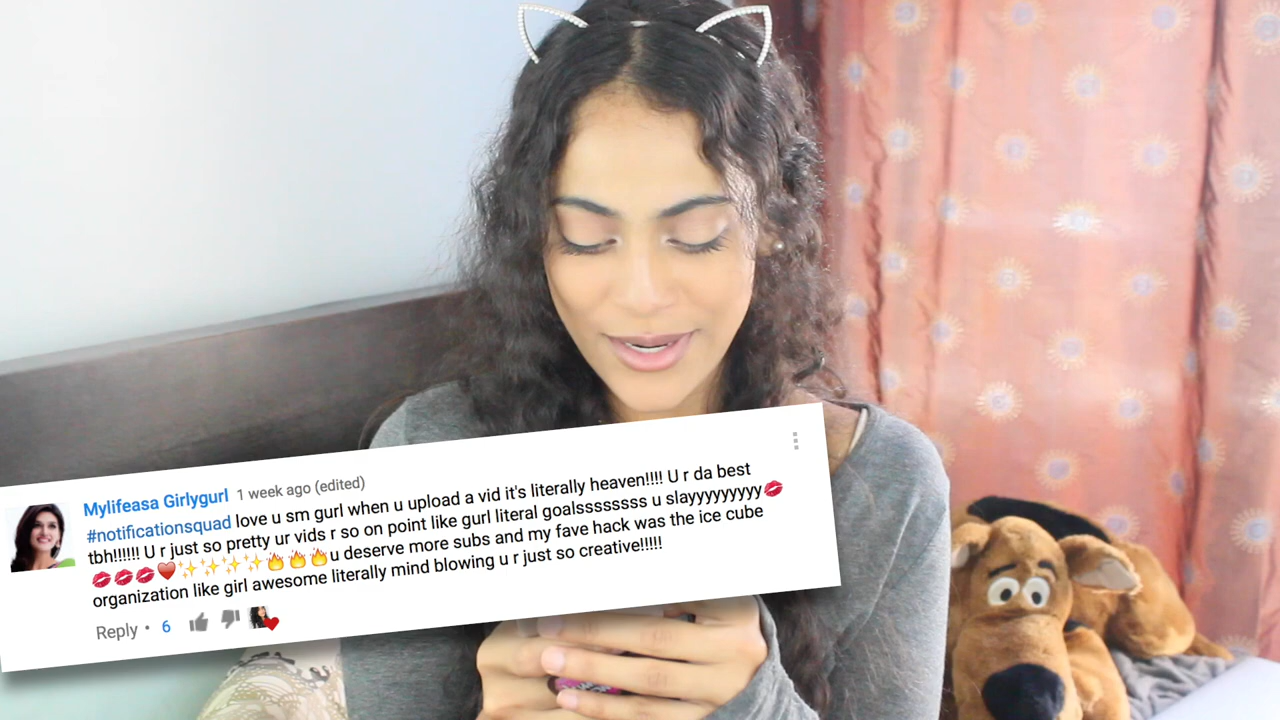 Mylifeasa Girlygurl 1 week ago (edited)
#notificationsquad love u sm gurl when u upload a vid it's literally heaven!!!! U r da best
tbh!!!!!! U r just so pretty ur vids r so on point like gurl literal goalsssssssss u slayyyyyyyyy💋
💋💋💋❤️✨✨✨✨🔥🔥🔥u deserve more subs and my fave hack was the ice cube
organization like girl awesome literally mind blowing u r just so creative!!!!!
Reply • 6